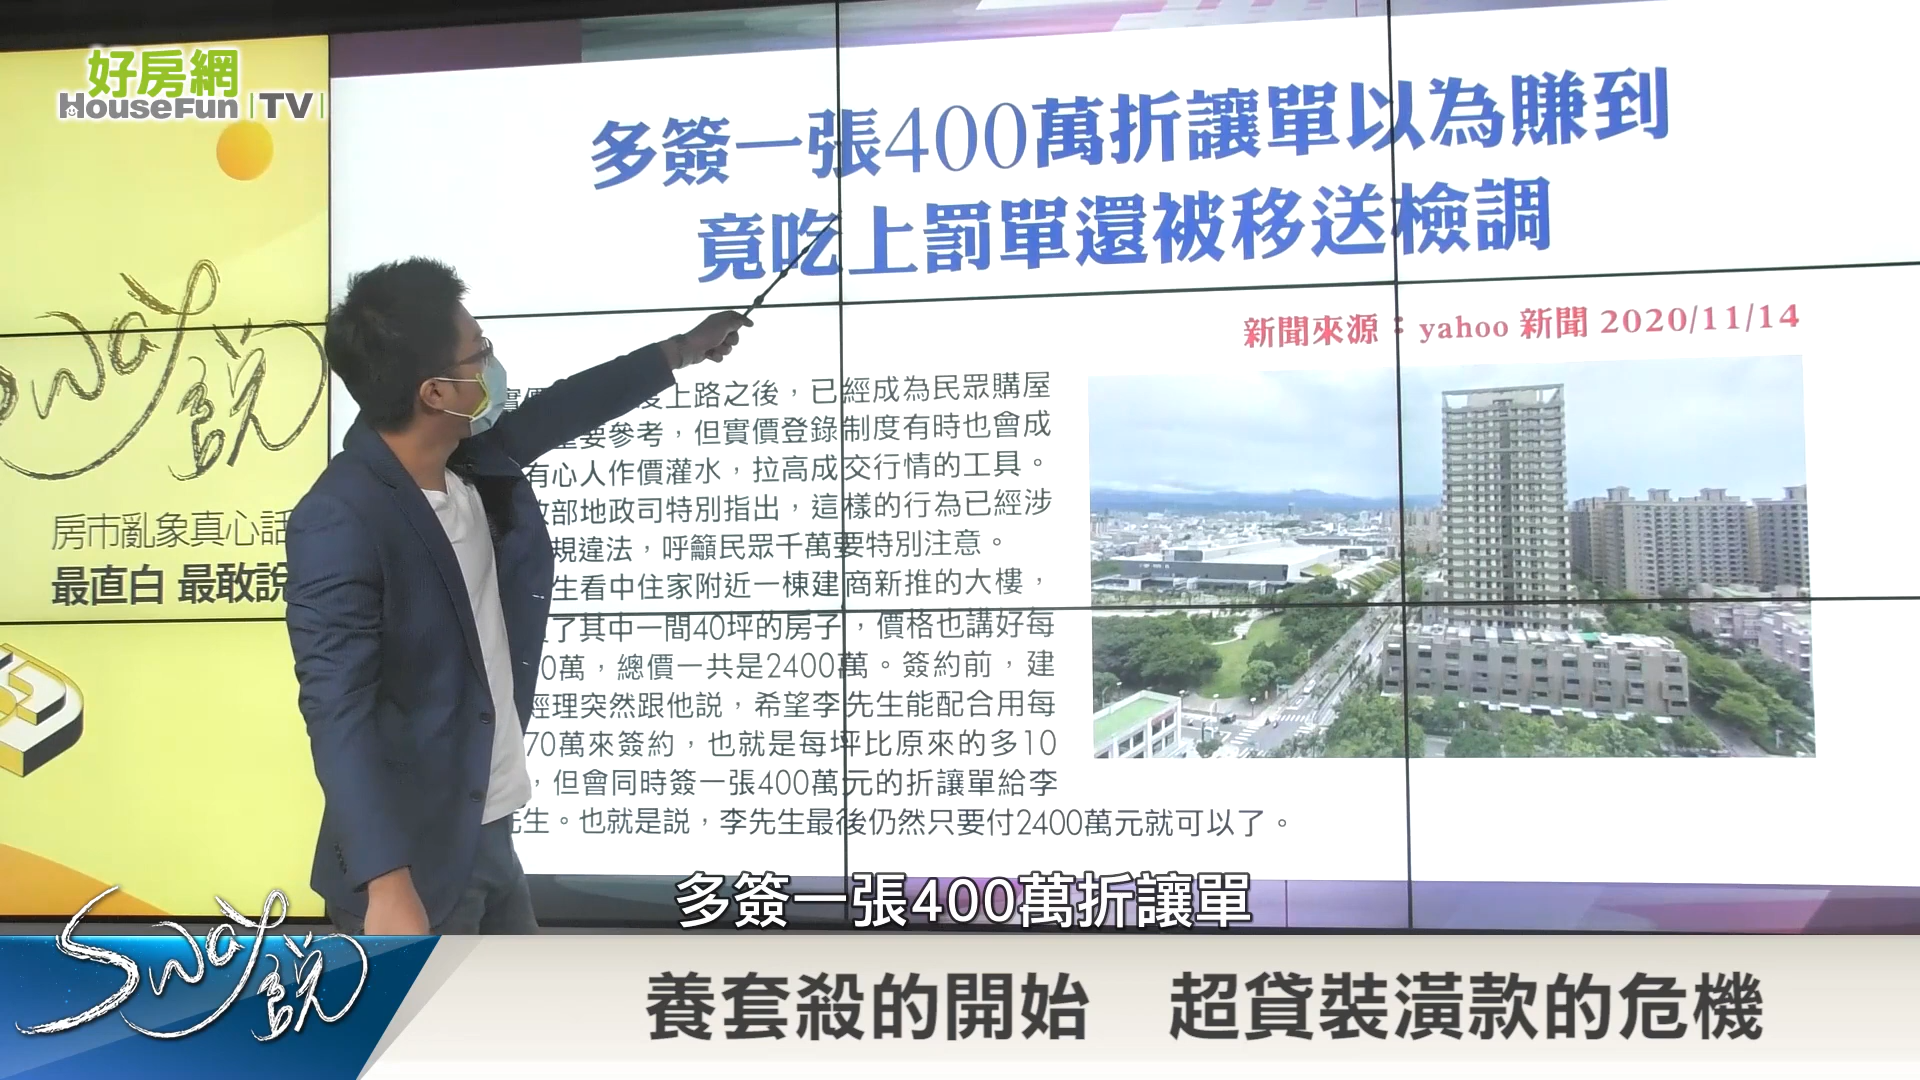 好房網
HouseFun TV
多簽一張400萬折讓單以為賺到
竟吃上罰單還被移送檢調
新聞來源：yahoo 新聞 2020/11/14
上路之後，已經成為民眾購屋
要參考，但實價登錄制度有時也會成
有心人作價灌水，拉高成交行情的工具。
部地政司特別指出，這樣的行為已經涉
規違法，呼籲民眾千萬要特別注意。
生看中住家附近一棟建商新推的大樓，
了其中一間40坪的房子，價格也講好每
0萬，總價一共是2400萬。簽約前，建
經理突然跟他說，希望李先生能配合用每
70萬來簽約，也就是每坪比原來的多10
，但會同時簽一張400萬元的折讓單給李
先生。也就是說，李先生最後仍然只要付2400萬元就可以了。
Sway說
房市亂象真心話
最直白 最敢說
多簽一張400萬折讓單
Sway說
養套殺的開始 超貸裝潢款的危機